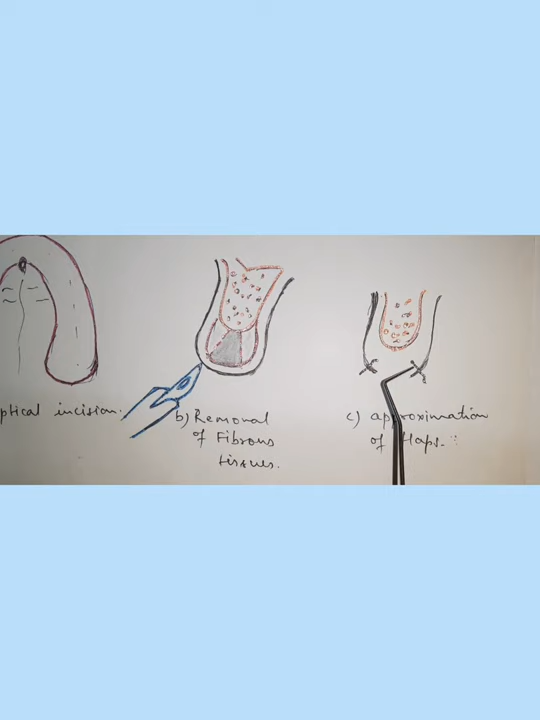 ptical incision.
b) Removal
of Fibrous
tissues.
c) approximation
of flaps.